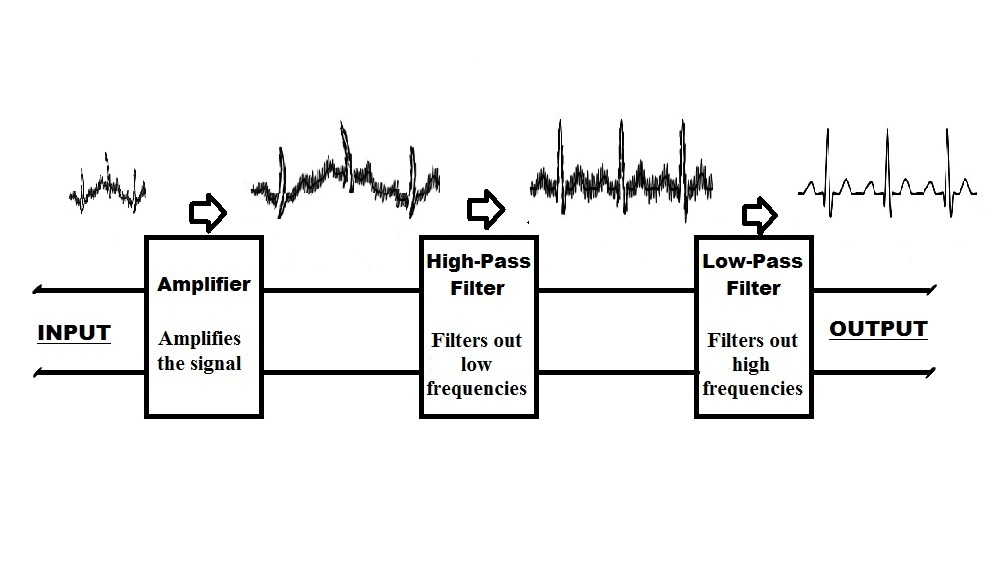 INPUT
Amplifier
Amplifies
the signal
High-Pass
Filter
Filters out
low
frequencies
Low-Pass
Filter
Filters out
high
frequencies
OUTPUT